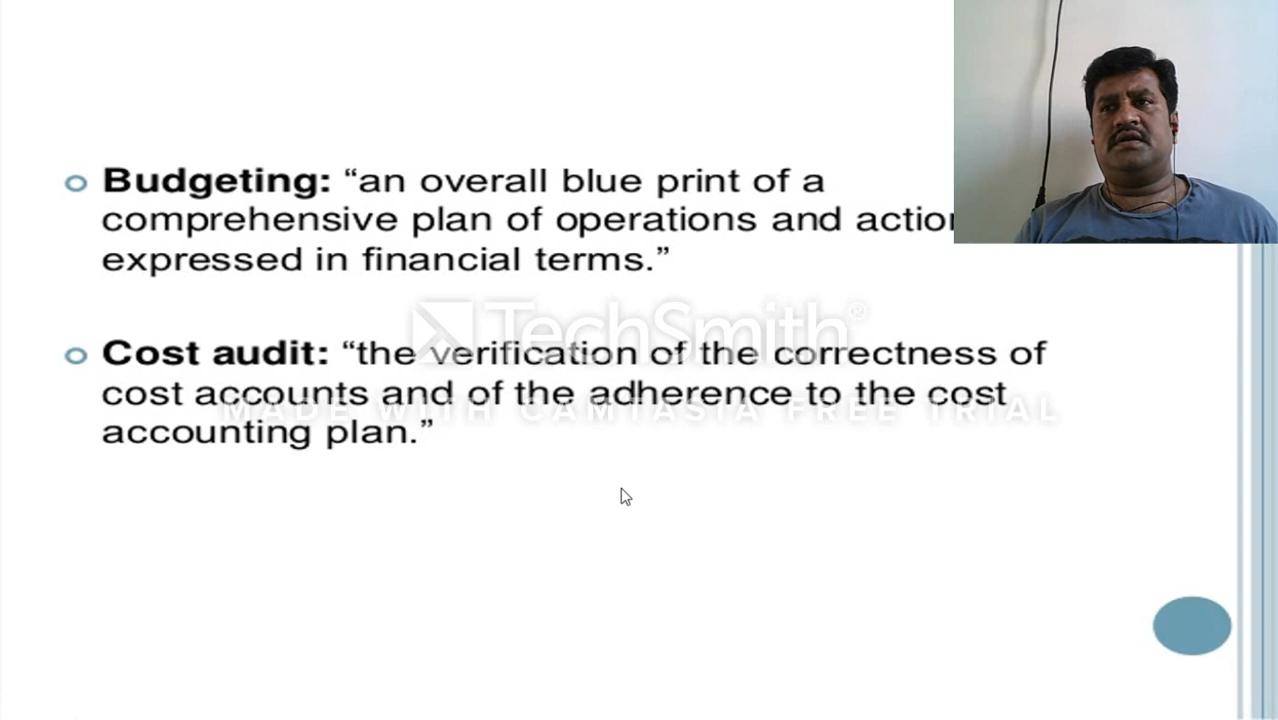 Budgeting: “an overall blue print of a
comprehensive plan of operations and action
expressed in financial terms.”
TechSmith®
Cost audit: “the verification of the correctness of
cost accounts and of the adherence to the cost
MADE WITH CAMTASIA FREE TRIAL
accounting plan.”